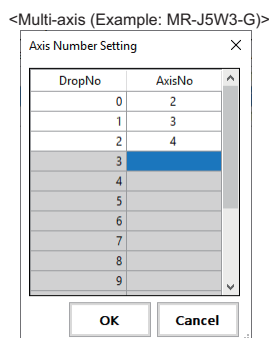 <Multi-axis (Example: MR-J5W3-G)>
Axis Number Setting
DropNo AxisNo
0 2
1 3
2 4
3
4
5
6
7
8
9
OK Cancel